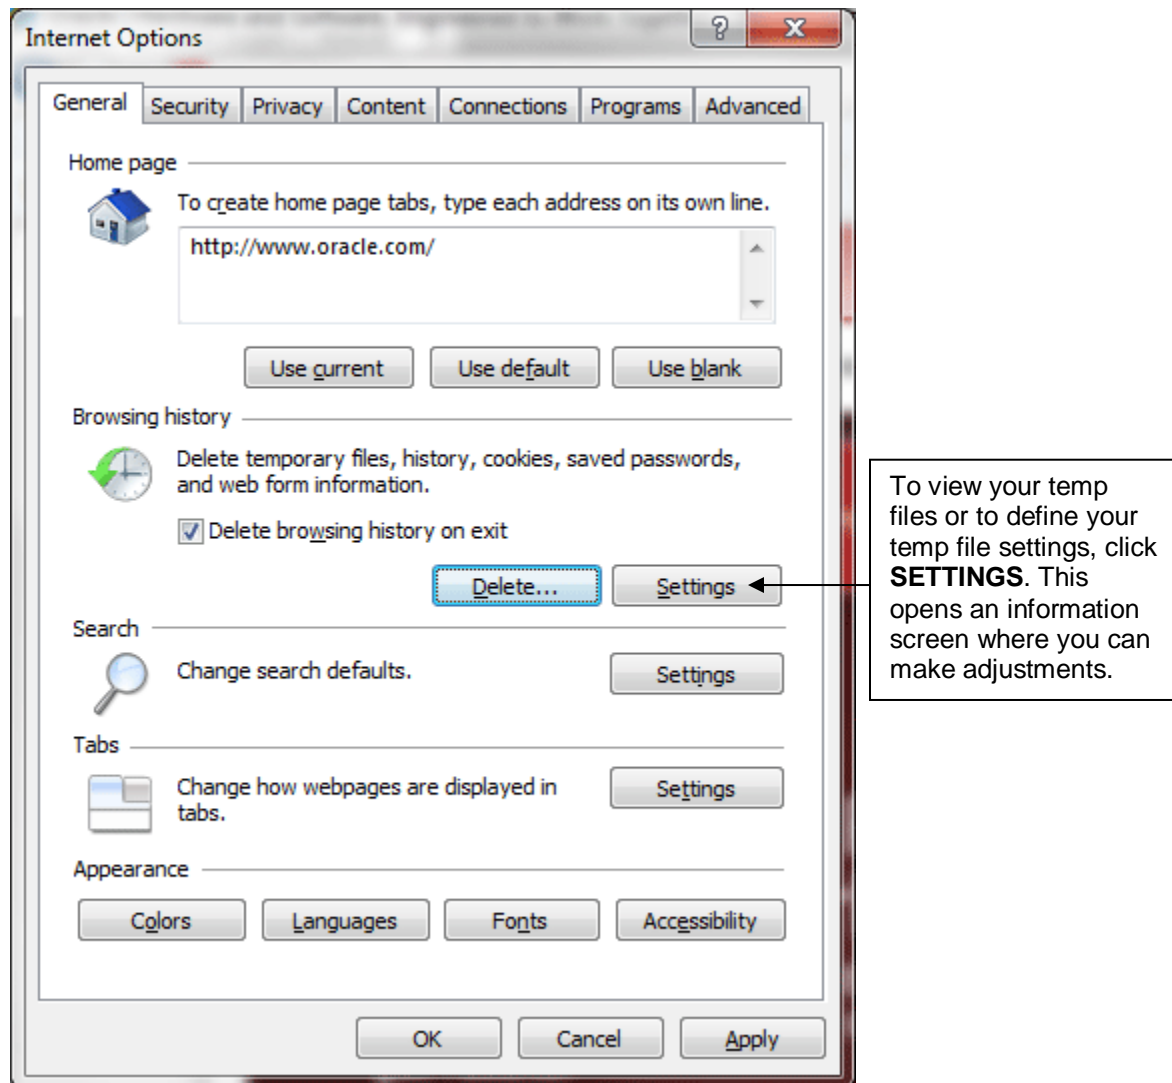 Internet Options
General Security Privacy Content Connections Programs Advanced
Home page
To create home page tabs, type each address on its own line.
http://www.oracle.com/
Use current Use default Use blank
Browsing history
Delete temporary files, history, cookies, saved passwords,
and web form information.
Delete browsing history on exit
Delete... Settings
To view your temp
files or to define your
temp file settings, click
SETTINGS. This
opens an information
screen where you can
make adjustments.
Search
Change search defaults.
Settings
Tabs
Change how webpages are displayed in
tabs.
Settings
Appearance
Colors Languages Fonts Accessibility
OK Cancel Apply